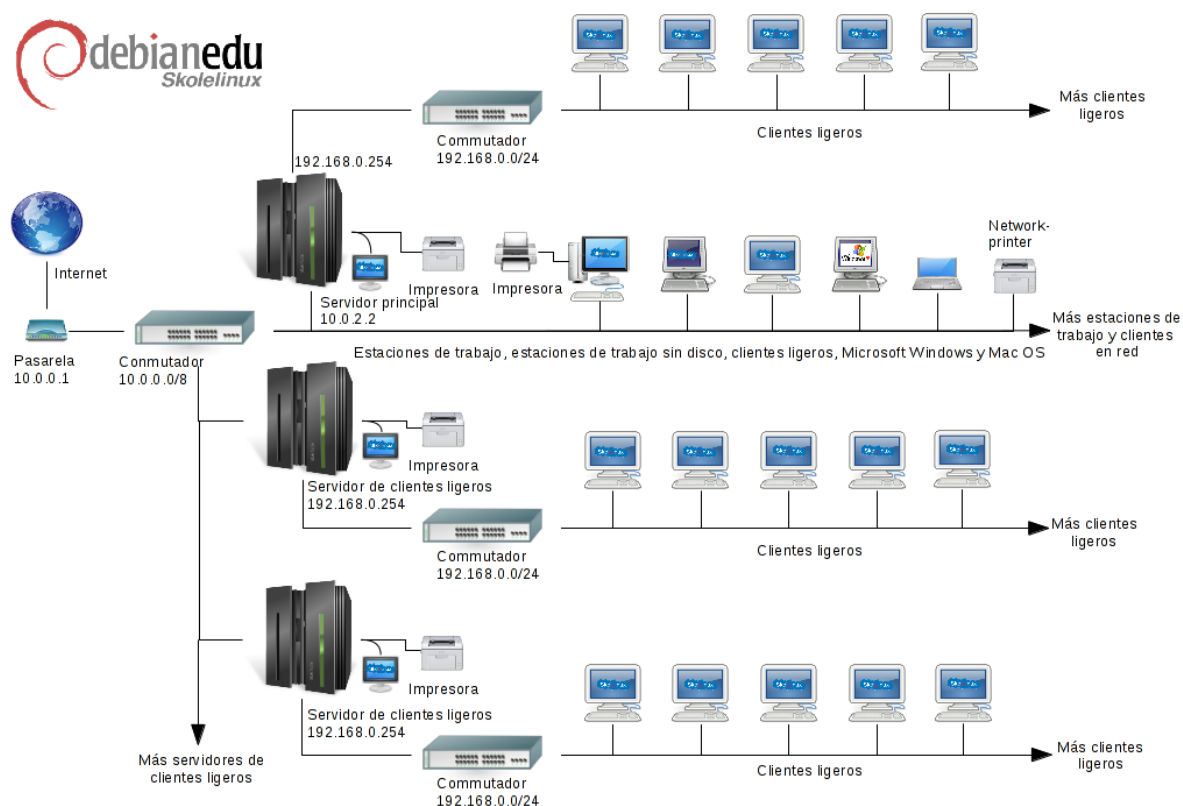 debianedu
Skolelinux
Más clientes
ligeros
Clientes ligeros
Commutador
192.168.0.0/24
192.168.0.254
Internet
Pasarela
10.0.0.1
Commutador
10.0.0.0/8
Servidor principal
10.0.2.2
Impresora
Impresora
Windows
Network-
printer
Más estaciones de
trabajo y clientes
en red
Estaciones de trabajo, estaciones de trabajo sin disco, clientes ligeros, Microsoft Windows y Mac OS
Impresora
Servidor de clientes ligeros
192.168.0.254
Commutador
192.168.0.0/24
Clientes ligeros
Más clientes
ligeros
Impresora
Servidor de clientes ligeros
192.168.0.254
Commutador
192.168.0.0/24
Clientes ligeros
Más clientes
ligeros
Más servidores de
clientes ligeros